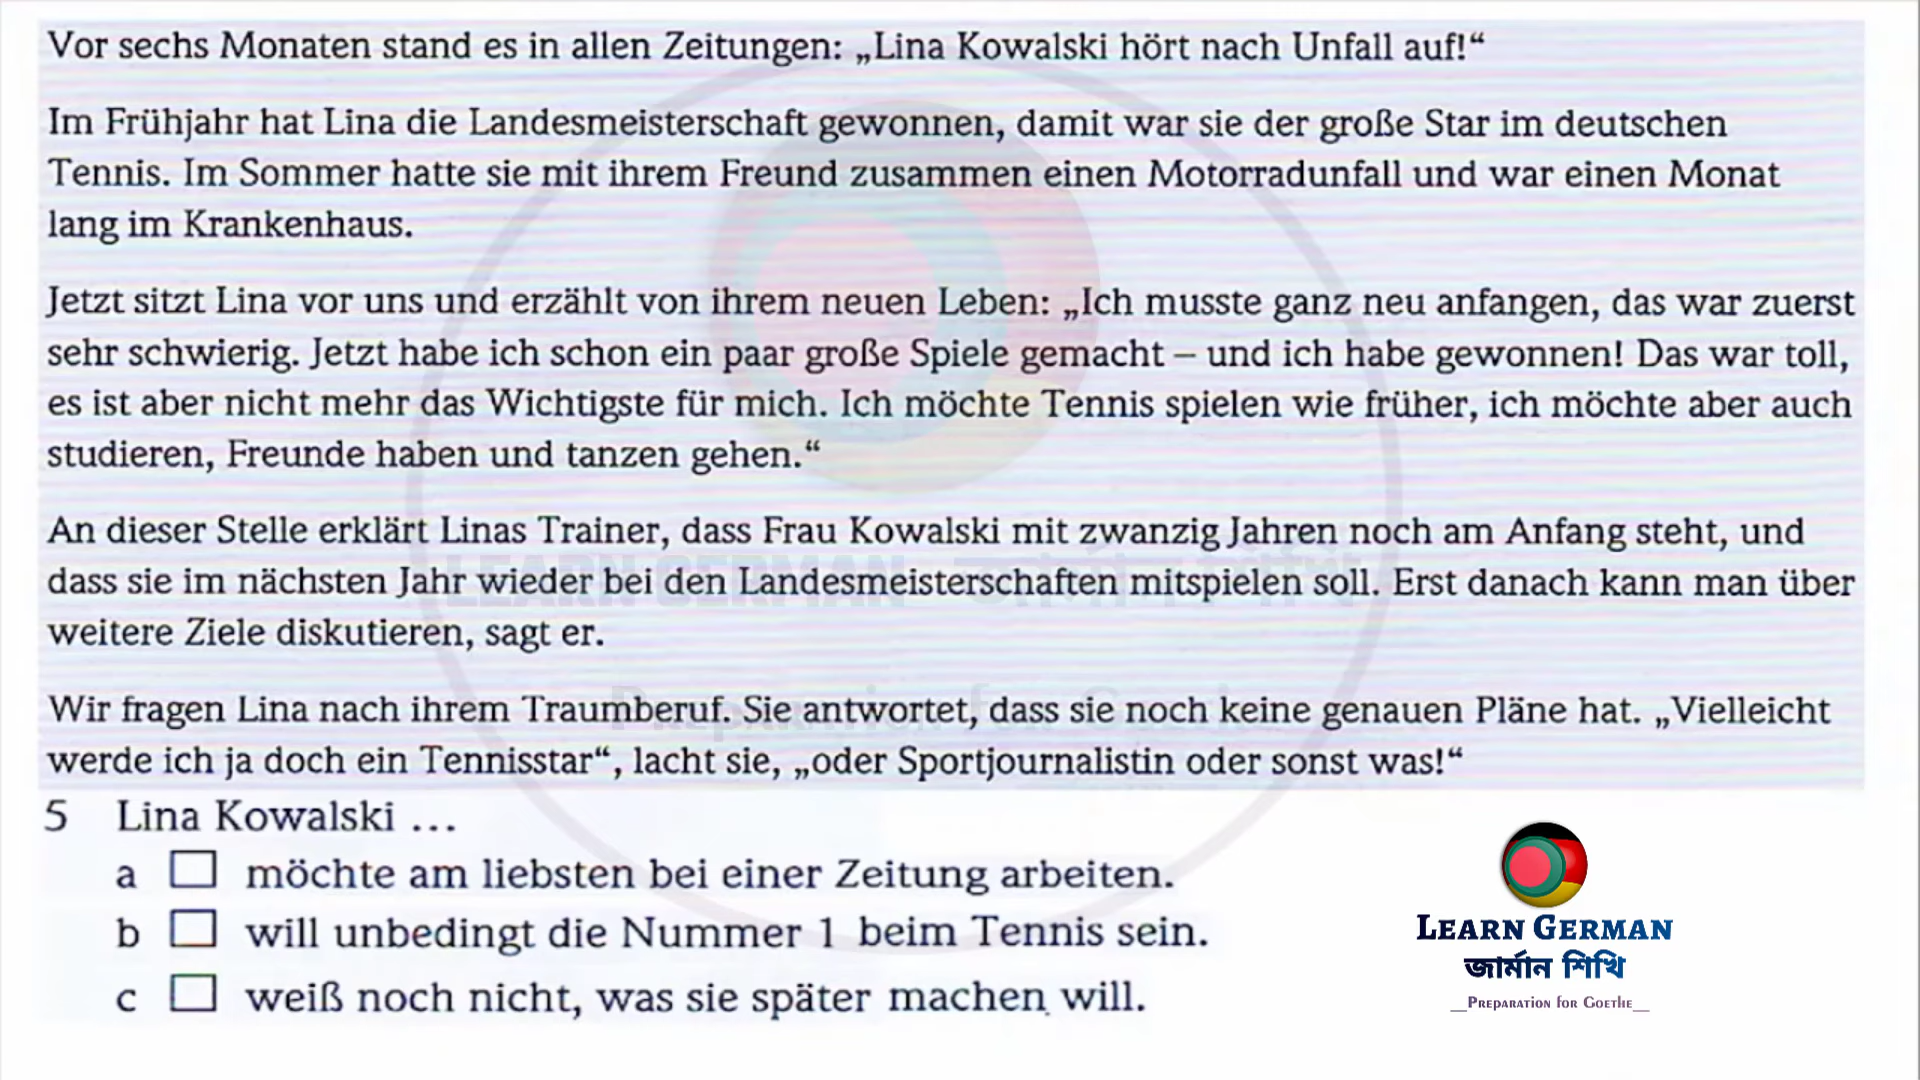 Vor sechs Monaten stand es in allen Zeitungen: „Lina Kowalski hört nach Unfall auf!“
Im Frühjahr hat Lina die Landesmeisterschaft gewonnen, damit war sie der große Star im deutschen
Tennis. Im Sommer hatte sie mit ihrem Freund zusammen einen Motorradunfall und war einen Monat
lang im Krankenhaus.
Jetzt sitzt Lina vor uns und erzählt von ihrem neuen Leben: „Ich musste ganz neu anfangen, das war zuerst
sehr schwierig. Jetzt habe ich schon ein paar große Spiele gemacht – und ich habe gewonnen! Das war toll,
es ist aber nicht mehr das Wichtigste für mich. Ich möchte Tennis spielen wie früher, ich möchte aber auch
studieren, Freunde haben und tanzen gehen.“
An dieser Stelle erklärt Linas Trainer, dass Frau Kowalski mit zwanzig Jahren noch am Anfang steht, und
dass sie im nächsten Jahr wieder bei den Landesmeisterschaften mitspielen soll. Erst danach kann man über
weitere Ziele diskutieren, sagt er.
Wir fragen Lina nach ihrem Traumberuf. Sie antwortet, dass sie noch keine genauen Pläne hat. „Vielleicht
werde ich ja doch ein Tennisstar“, lacht sie, „oder Sportjournalistin oder sonst was!“
5 Lina Kowalski ...
a möchte am liebsten bei einer Zeitung arbeiten.
b will unbedingt die Nummer 1 beim Tennis sein.
c weiß noch nicht, was sie später machen will.
LEARN GERMAN
জার্মান শিখি
__PREPARATION for GOETHE__